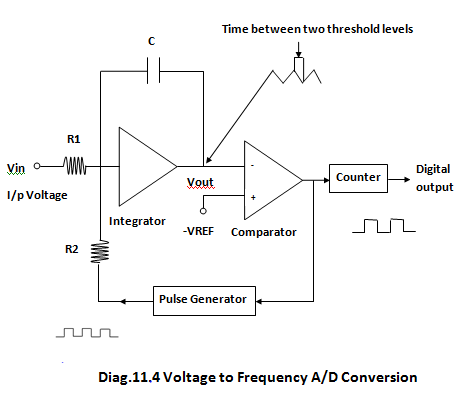 Time between two threshold levels
C
R1
Vin
I/p Voltage
Integrator
Vout
-
+
-VREF
Comparator
Counter
Digital
output
R2
Pulse Generator
Diag.11.4 Voltage to Frequency A/D Conversion